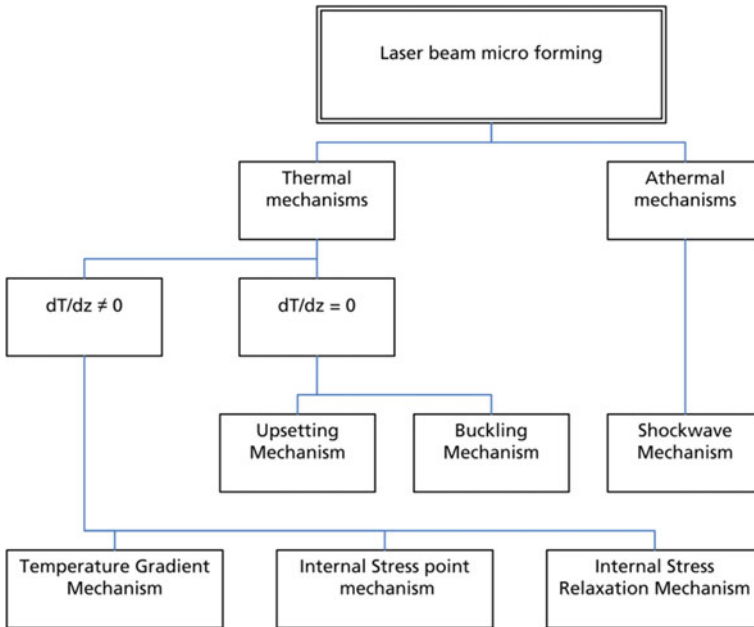 Laser beam micro forming
Thermal
mechanisms
Athermal
mechanisms
dT/dz ≠ 0
dT/dz = 0
Upsetting
Mechanism
Buckling
Mechanism
Shockwave
Mechanism
Temperature Gradient
Mechanism
Internal Stress point
mechanism
Internal Stress
Relaxation Mechanism